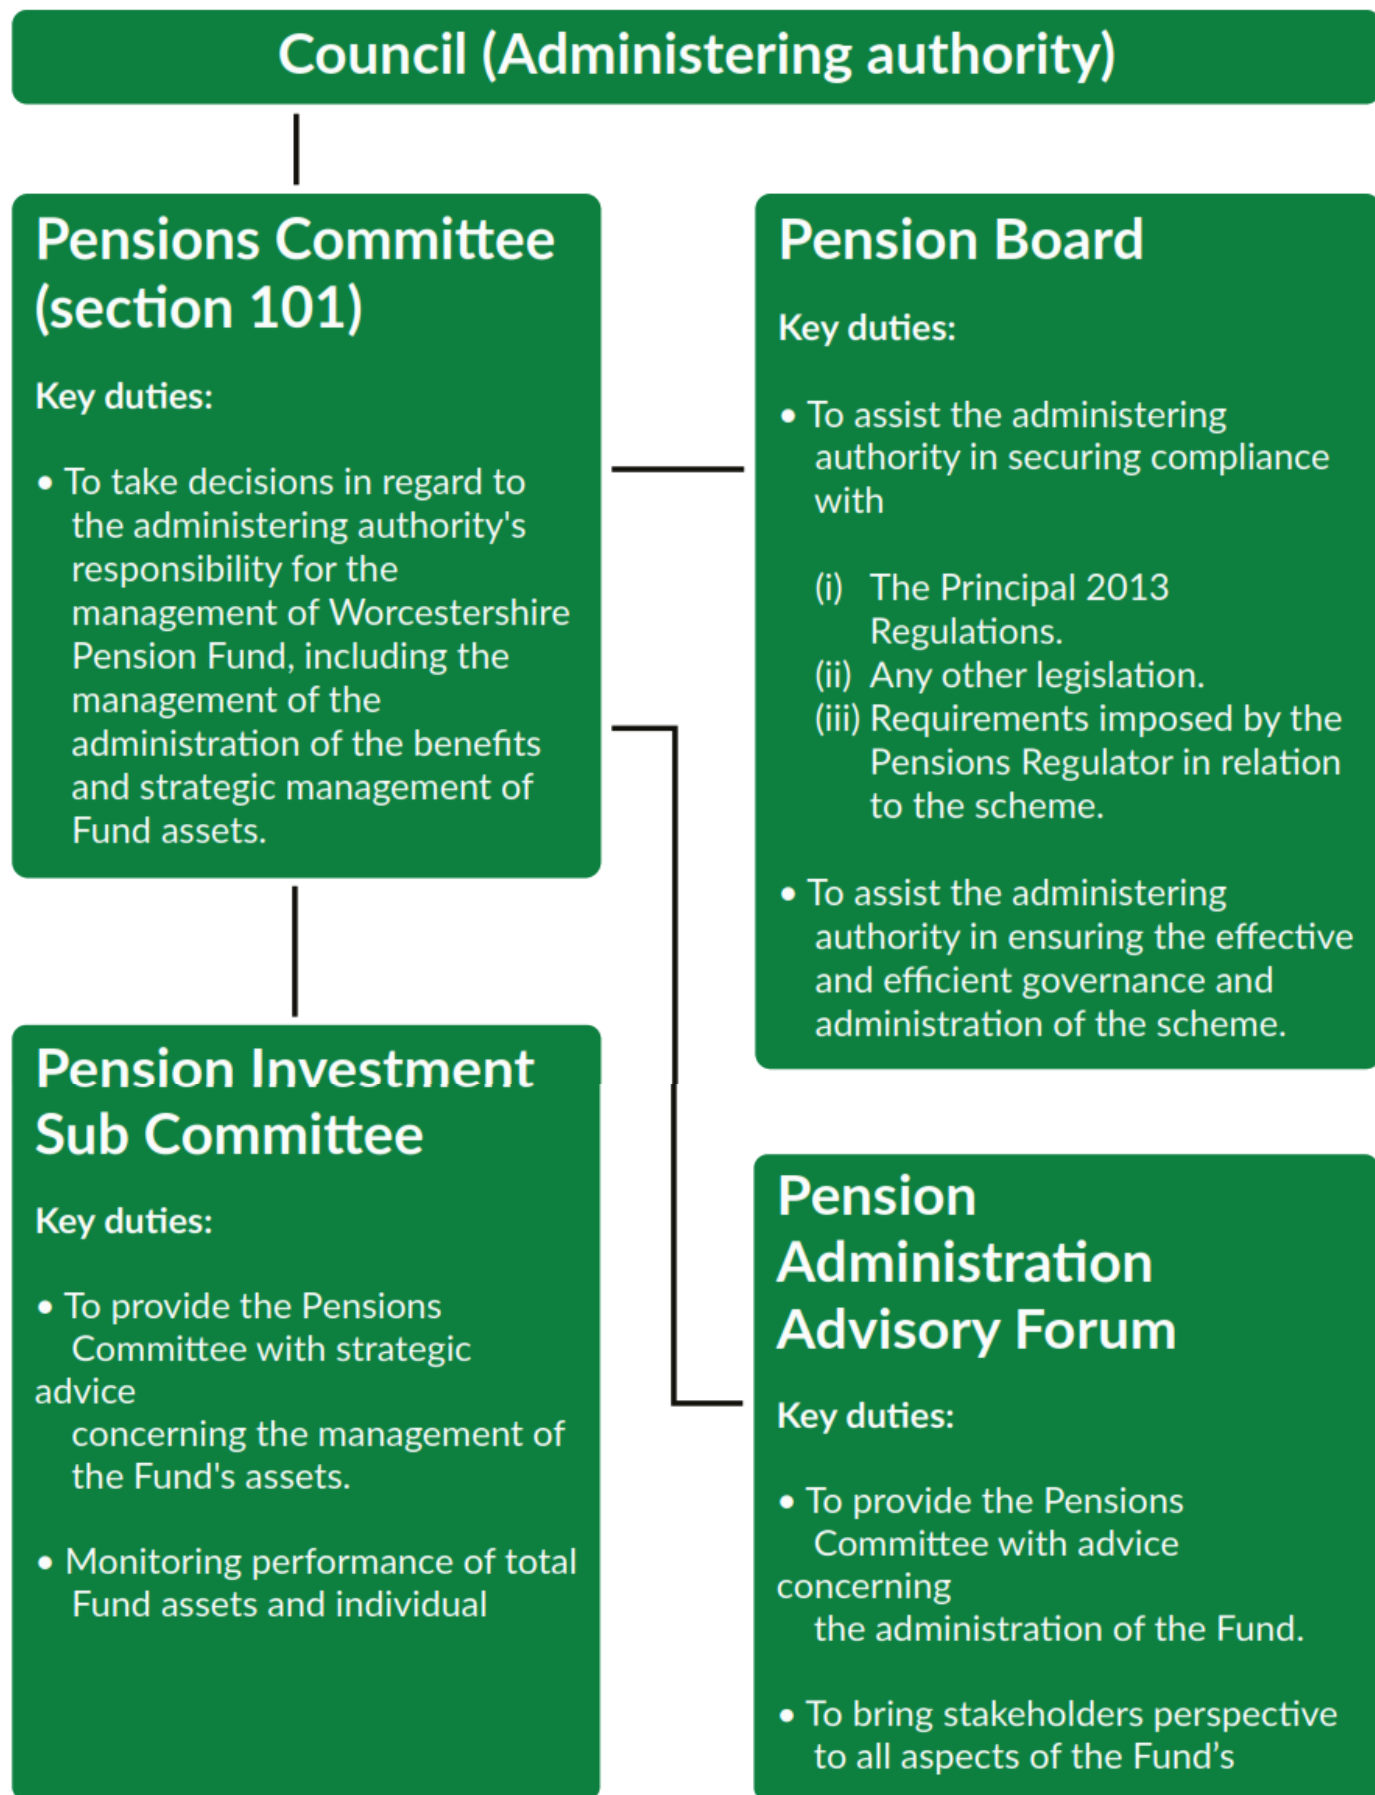 Council (Administering authority)
Pensions Committee
(section 101)
Key duties:
• To take decisions in regard to
the administering authority's
responsibility for the
management of Worcestershire
Pension Fund, including the
management of the
administration of the benefits
and strategic management of
Fund assets.
Pension Board
Key duties:
• To assist the administering
authority in securing compliance
with
(i) The Principal 2013
Regulations.
(ii) Any other legislation.
(iii) Requirements imposed by the
Pensions Regulator in relation
to the scheme.
• To assist the administering
authority in ensuring the effective
and efficient governance and
administration of the scheme.
Pension Investment
Sub Committee
Key duties:
• To provide the Pensions
Committee with strategic
advice
concerning the management of
the Fund's assets.
• Monitoring performance of total
Fund assets and individual
Pension
Administration
Advisory Forum
Key duties:
• To provide the Pensions
Committee with advice
concerning
the administration of the Fund.
• To bring stakeholders perspective
to all aspects of the Fund’s